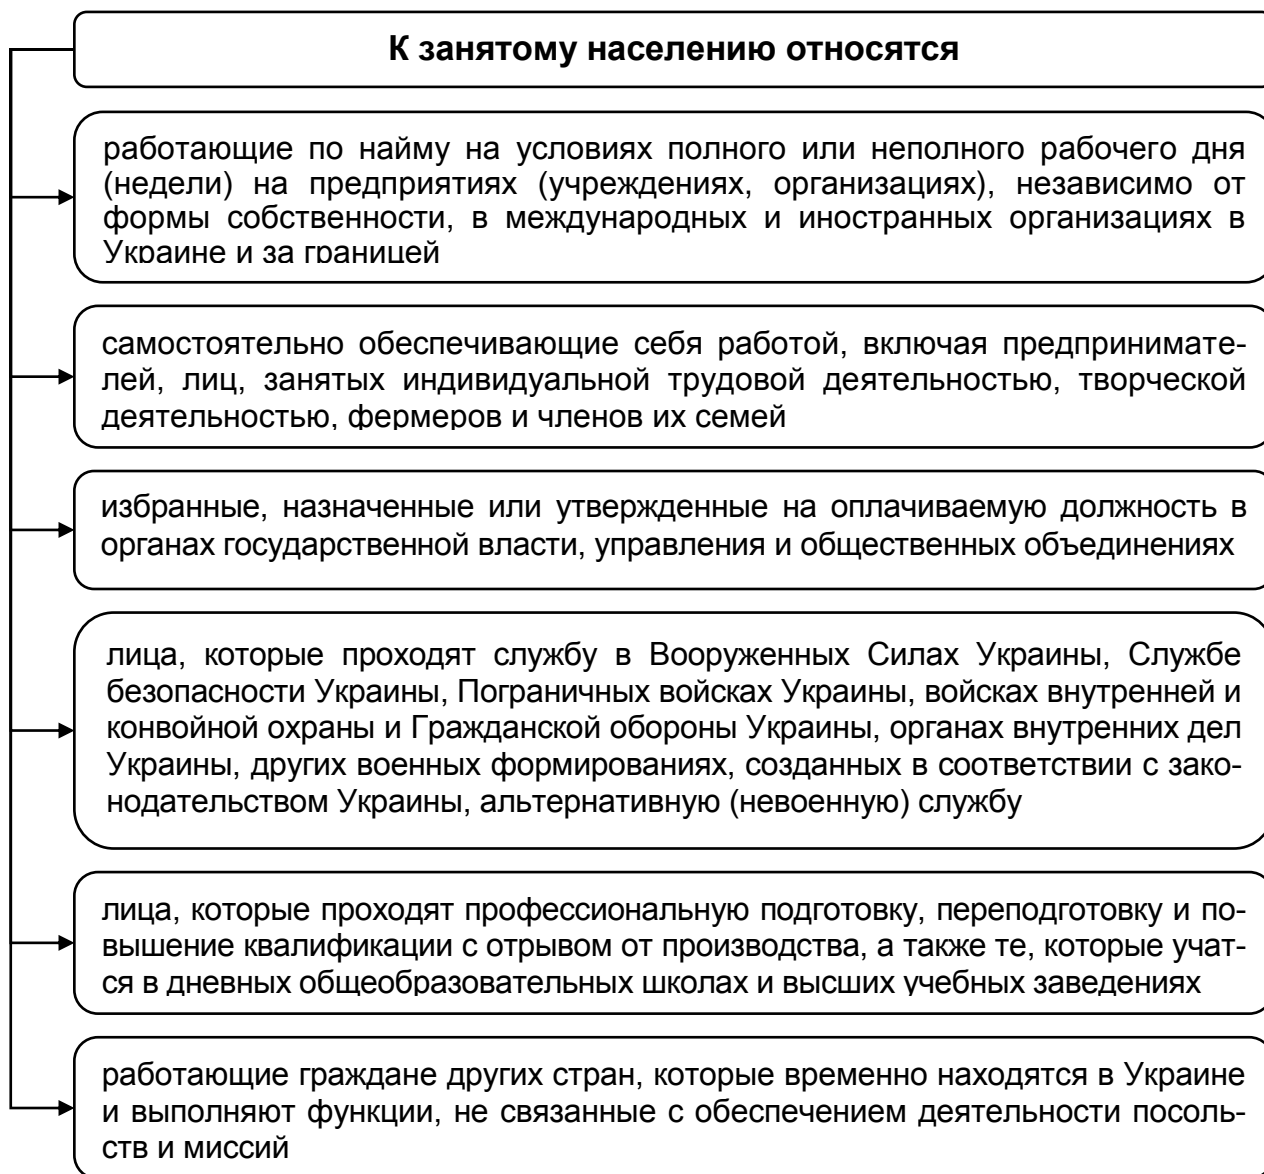 К занятому населению относятся
работающие по найму на условиях полного или неполного рабочего дня
(недели) на предприятиях (учреждениях, организациях), независимо от
формы собственности, в международных и иностранных организациях в
Украине и за границей
самостоятельно обеспечивающие себя работой, включая предпринимате-
лей, лиц, занятых индивидуальной трудовой деятельностью, творческой
деятельностью, фермеров и членов их семей
избранные, назначенные или утвержденные на оплачиваемую должность в
органах государственной власти, управления и общественных объединениях
лица, которые проходят службу в Вооруженных Силах Украины, Службе
безопасности Украины, Пограничных войсках Украины, войсках внутренней и
конвойной охраны и Гражданской обороны Украины, органах внутренних дел
Украины, других военных формированиях, созданных в соответствии с зако-
нодательством Украины, альтернативную (невоенную) службу
лица, которые проходят профессиональную подготовку, переподготовку и по-
вышение квалификации с отрывом от производства, а также те, которые учат-
ся в дневных общеобразовательных школах и высших учебных заведениях
работающие граждане других стран, которые временно находятся в Украине
и выполняют функции, не связанные с обеспечением деятельности посоль-
ств и миссий